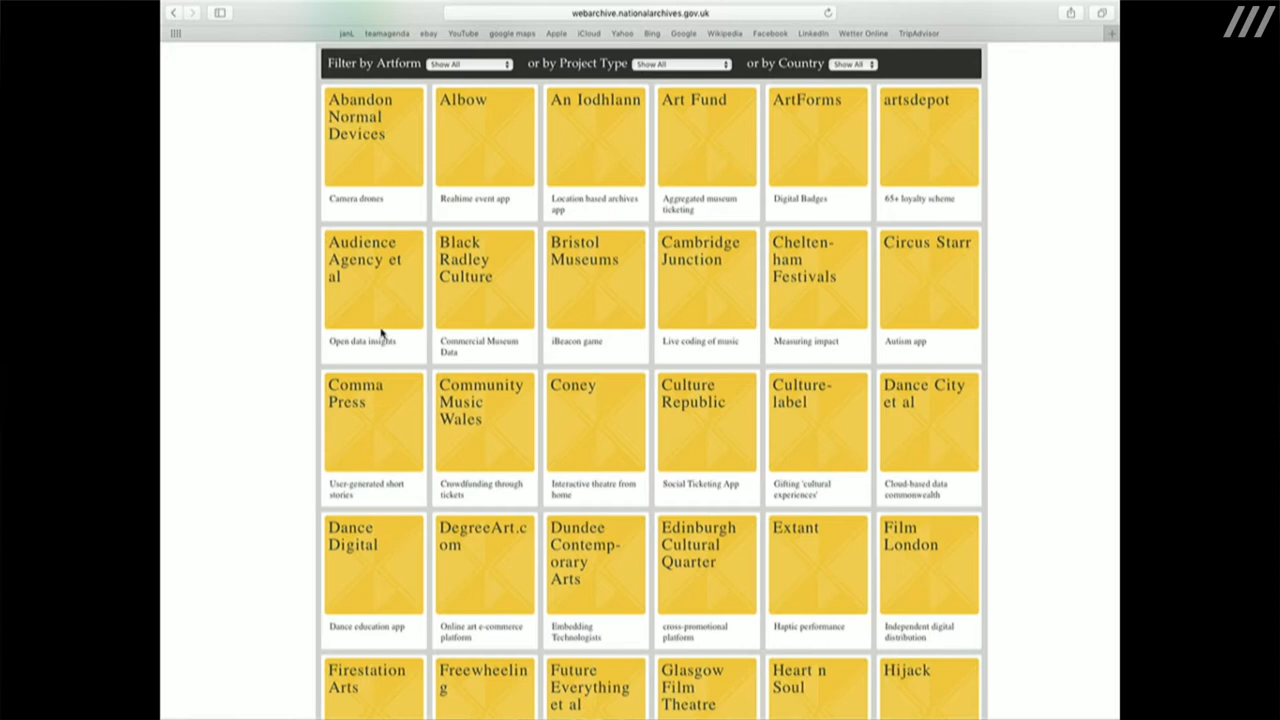 webarchive.nationalarchives.gov.uk
janL teamagenda ebay YouTube google maps Apple iCloud Yahoo Bing Google Wikipedia Facebook LinkedIn Wetter Online TripAdvisor
Filter by Artform Show All or by Project Type Show All or by Country Show All
Abandon
Normal
Devices
Camera drones
Albow
Realtime event app
An Iodhlann
Location based archives
app
Art Fund
Aggregated museum
ticketing
ArtForms
Digital Badges
artsdepot
65+ loyalty scheme
Audience
Agency et
al
Open data insights
Black
Radley
Culture
Commercial Museum
Data
Bristol
Museums
iBeacon game
Cambridge
Junction
Live coding of music
Chelten-
ham
Festivals
Measuring impact
Circus Starr
Autism app
Comma
Press
User-generated short
stories
Community
Music
Wales
Crowdfunding through
tickets
Coney
Interactive theatre from
home
Culture
Republic
Social Ticketing App
Culture-
label
Gifting 'cultural
experiences'
Dance City
et al
Cloud-based data
commonwealth
Dance
Digital
Dance education app
DegreeArt.c
om
Online art e-commerce
platform
Dundee
Contemp-
orary
Arts
Embedding
Technologists
Edinburgh
Cultural
Quarter
cross-promotional
platform
Extant
Haptic performance
Film
London
Independent digital
distribution
Firestation
Arts
Freewheelin
g
Future
Everything
et al
Glasgow
Film
Theatre
Heart n
Soul
Hijack